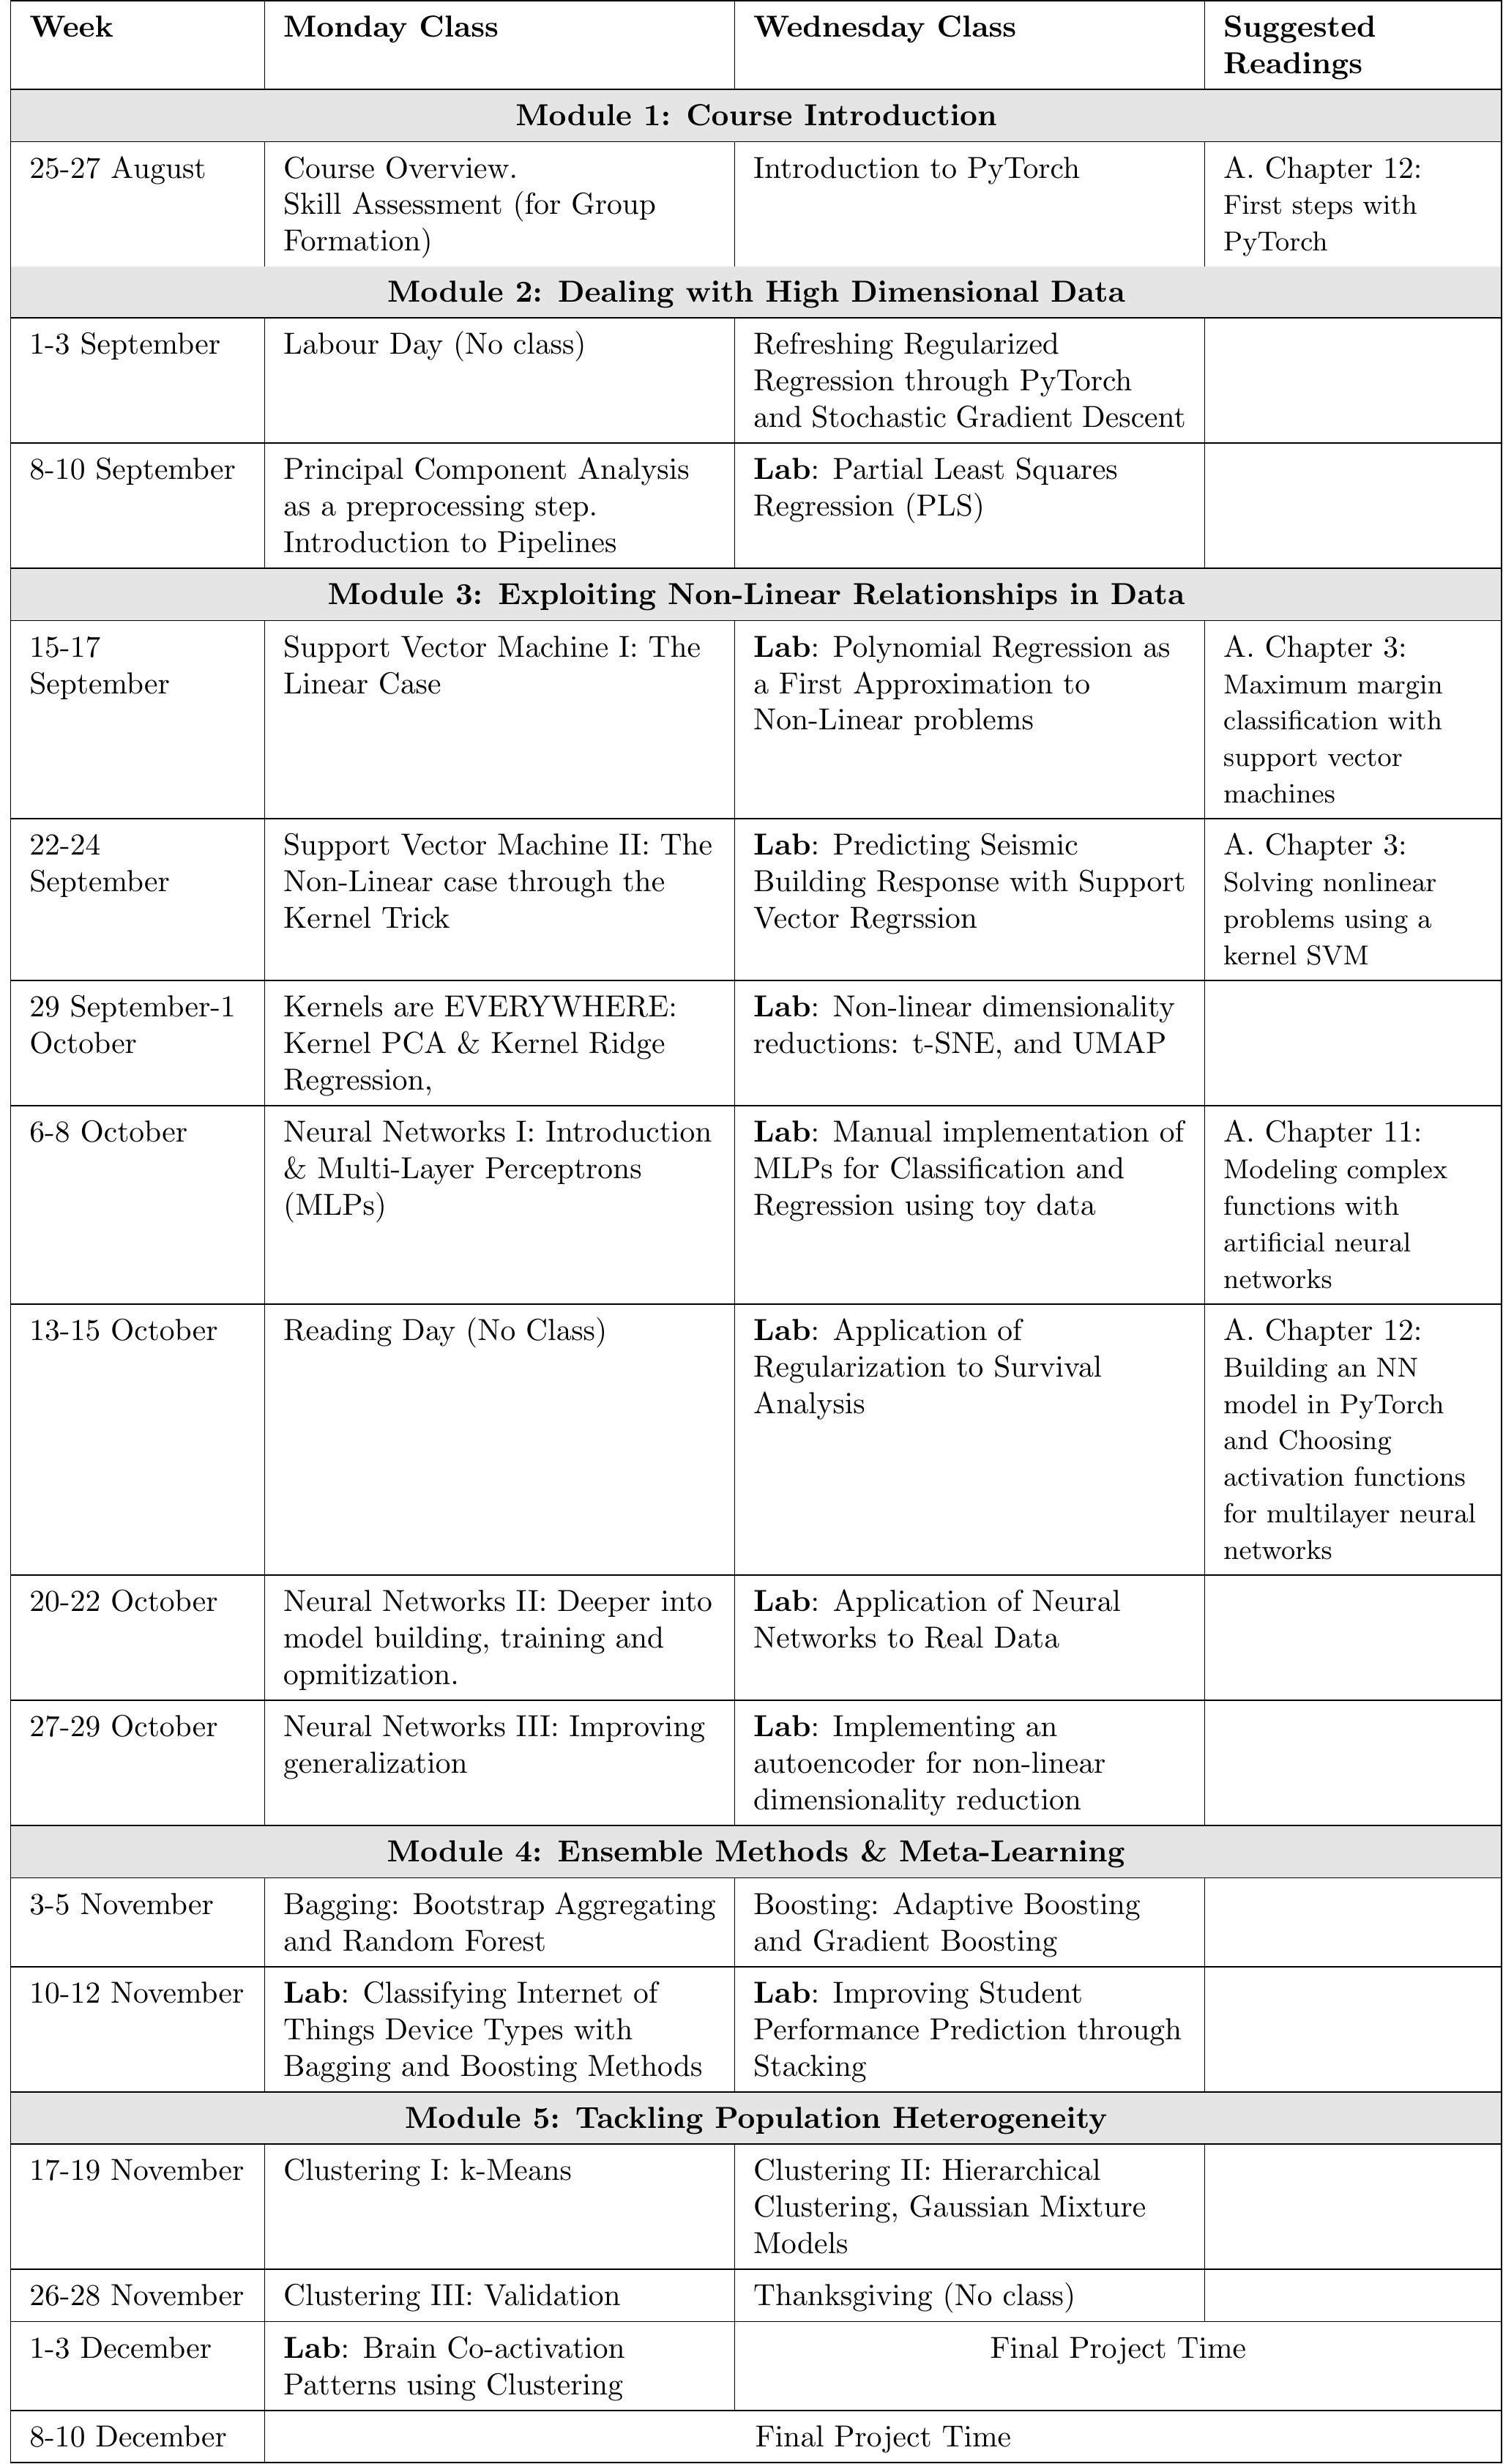 Week Monday Class Wednesday Class Suggested
Readings
Module 1: Course Introduction
25-27 August Course Overview. Introduction to PyTorch A. Chapter 12:
Skill Assessment (for Group First steps with
Formation) PyTorch
Module 2: Dealing with High Dimensional Data
1-3 September Labour Day (No class) Refreshing Regularized
Regression through PyTorch
and Stochastic Gradient Descent
8-10 September Principal Component Analysis Lab: Partial Least Squares
as a preprocessing step. Regression (PLS)
Introduction to Pipelines
Module 3: Exploiting Non-Linear Relationships in Data
15-17 Support Vector Machine I: The Lab: Polynomial Regression as A. Chapter 3:
September Linear Case a First Approximation to Maximum margin
Non-Linear problems classification with
support vector
machines
22-24 Support Vector Machine II: The Lab: Predicting Seismic A. Chapter 3:
September Non-Linear case through the Building Response with Support Solving nonlinear
Kernel Trick Vector Regrssion problems using a
kernel SVM
29 September-1 Kernels are EVERYWHERE: Lab: Non-linear dimensionality
October Kernel PCA & Kernel Ridge reductions: t-SNE, and UMAP
Regression,
6-8 October Neural Networks I: Introduction Lab: Manual implementation of A. Chapter 11:
& Multi-Layer Perceptrons MLPs for Classification and Modeling complex
(MLPs) Regression using toy data functions with
artificial neural
networks
13-15 October Reading Day (No Class) Lab: Application of A. Chapter 12:
Regularization to Survival Building an NN
Analysis model in PyTorch
and Choosing
activation functions
for multilayer neural
networks
20-22 October Neural Networks II: Deeper into Lab: Application of Neural
model building, training and Networks to Real Data
opmitization.
27-29 October Neural Networks III: Improving Lab: Implementing an
generalization autoencoder for non-linear
dimensionality reduction
Module 4: Ensemble Methods & Meta-Learning
3-5 November Bagging: Bootstrap Aggregating Boosting: Adaptive Boosting
and Random Forest and Gradient Boosting
10-12 November Lab: Classifying Internet of Lab: Improving Student
Things Device Types with Performance Prediction through
Bagging and Boosting Methods Stacking
Module 5: Tackling Population Heterogeneity
17-19 November Clustering I: k-Means Clustering II: Hierarchical
Clustering, Gaussian Mixture
Models
26-28 November Clustering III: Validation Thanksgiving (No class)
1-3 December Lab: Brain Co-activation Final Project Time
Patterns using Clustering
8-10 December Final Project Time